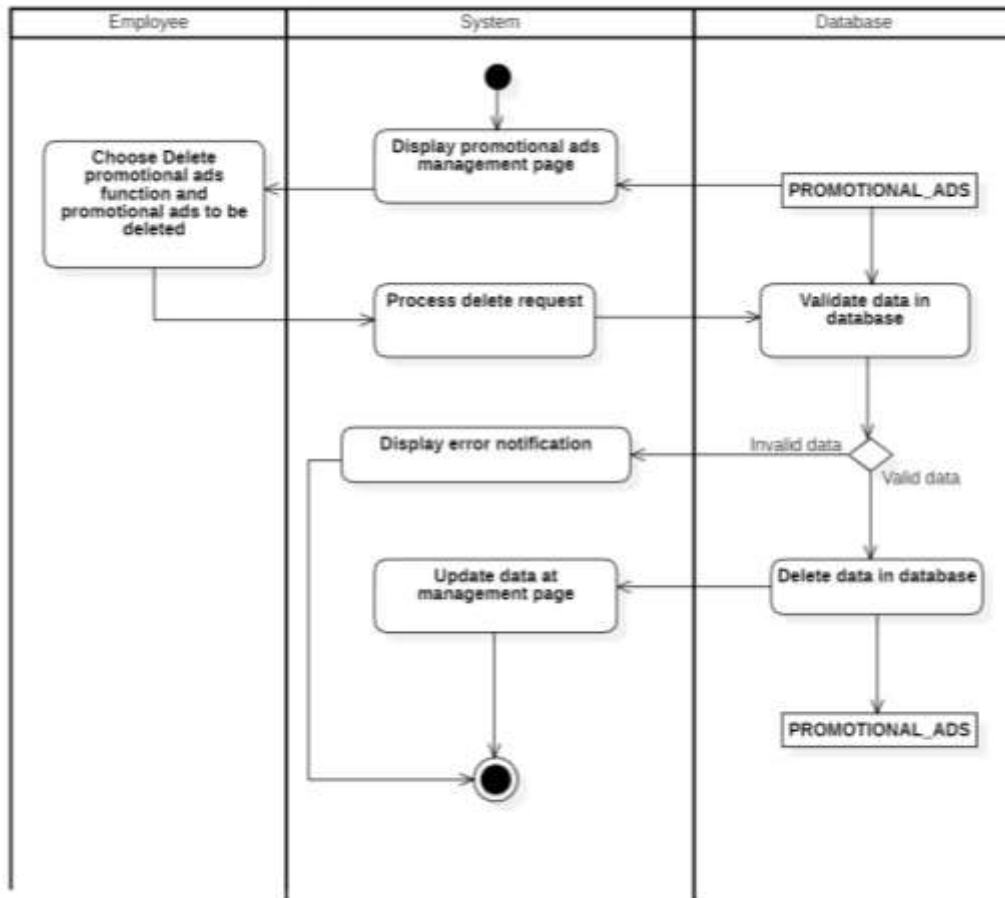 Employee
System
Database
Display promotional ads
management page
Choose Delete
promotional ads
function and
promotional ads to be
deleted
PROMOTIONAL_ADS
Process delete request
Validate data in
database
Display error notification
Invalid data
Valid data
Update data at
management page
Delete data in database
PROMOTIONAL_ADS